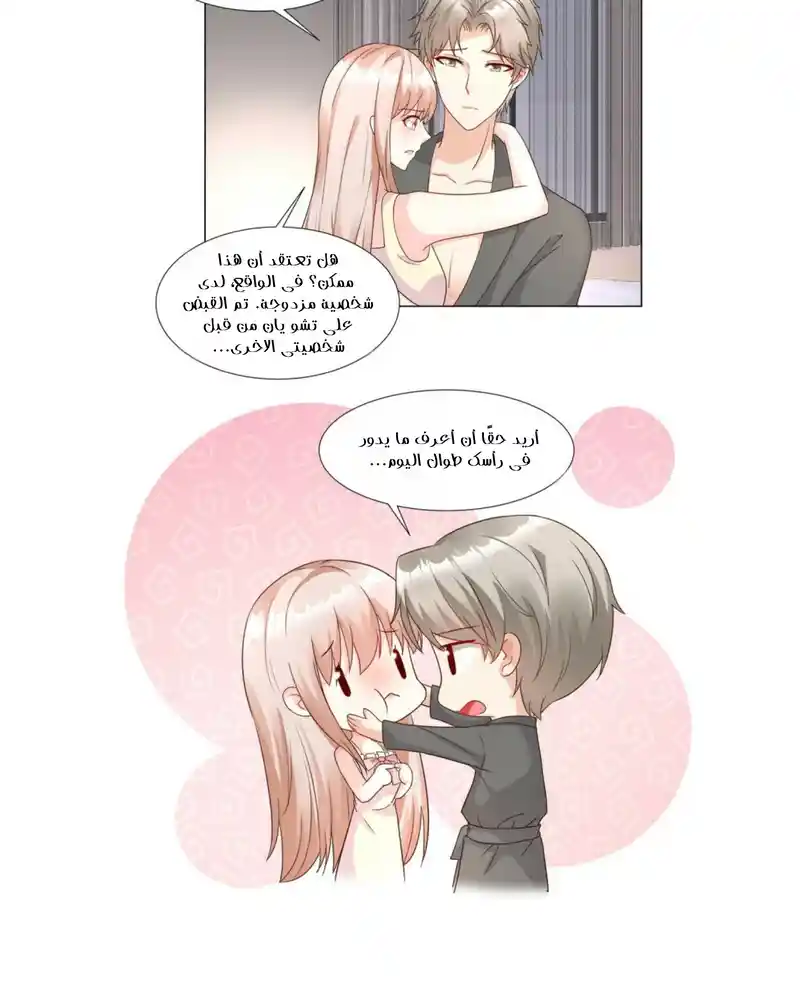 هل تعتقد أن هذا
ممكن؟ في الواقع، لدى
شخصية مزدوجة. تم القبض
على تشو يان من قبل
شخصيتي الاخرى...
أريد حقًا أن أعرف ما يدور
في رأسك طوال اليوم...